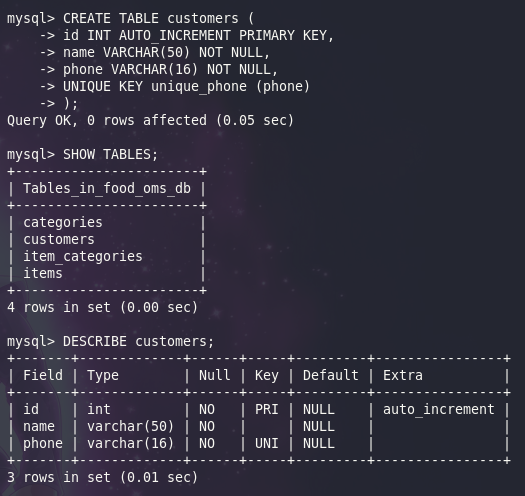 mysql> CREATE TABLE customers (
    -> id INT AUTO_INCREMENT PRIMARY KEY,
    -> name VARCHAR(50) NOT NULL,
    -> phone VARCHAR(16) NOT NULL,
    -> UNIQUE KEY unique_phone (phone)
    -> );
Query OK, 0 rows affected (0.05 sec)

mysql> SHOW TABLES;
+-----------------------+
| Tables_in_food_oms_db |
+-----------------------+
| categories            |
| customers             |
| item_categories       |
| items                 |
+-----------------------+
4 rows in set (0.00 sec)

mysql> DESCRIBE customers;
+-------+-------------+------+-----+---------+----------------+
| Field | Type        | Null | Key | Default | Extra          |
+-------+-------------+------+-----+---------+----------------+
| id    | int         | NO   | PRI | NULL    | auto_increment |
| name  | varchar(50) | NO   |     | NULL    |                |
| phone | varchar(16) | NO   | UNI | NULL    |                |
+-------+-------------+------+-----+---------+----------------+
3 rows in set (0.01 sec)